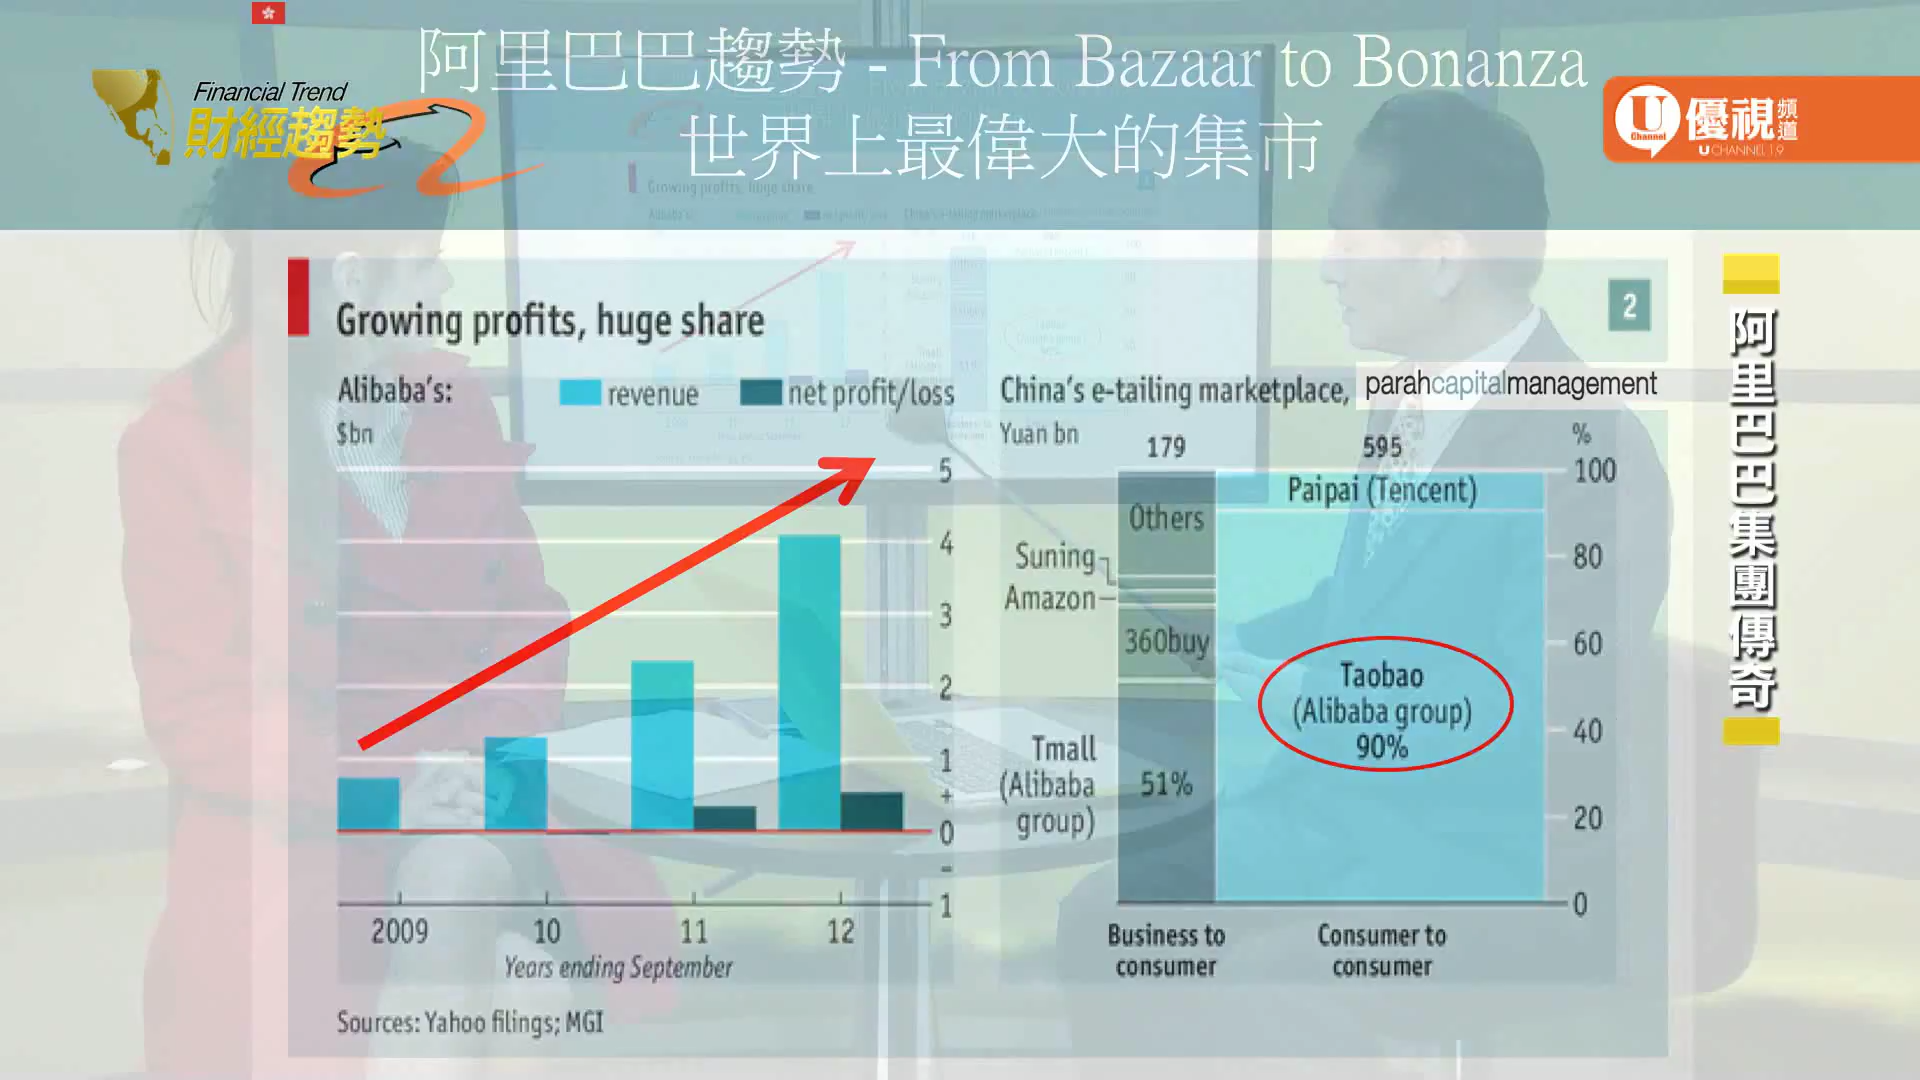 阿里巴巴趨勢 - From Bazaar to Bonanza
世界上最偉大的集市
Financial Trend
財經趨勢
U
Channel
優視頻道
U CHANNEL 1.9
阿里巴巴集團傳奇
2
Growing profits, huge share
Alibaba's: revenue net profit/loss
$bn
5
4
3
2
1
+
0
–
1
2009 10 11 12
Years ending September
Sources: Yahoo filings; MGI
China's e-tailing marketplace,
parahcapitalmanagement
Yuan bn 179 595 %
100
80
60
40
20
0
Paipai (Tencent)
Others
Suning
Amazon
360buy
Taobao
(Alibaba group)
90%
Tmall
(Alibaba
group)
51%
Business to
consumer
Consumer to
consumer